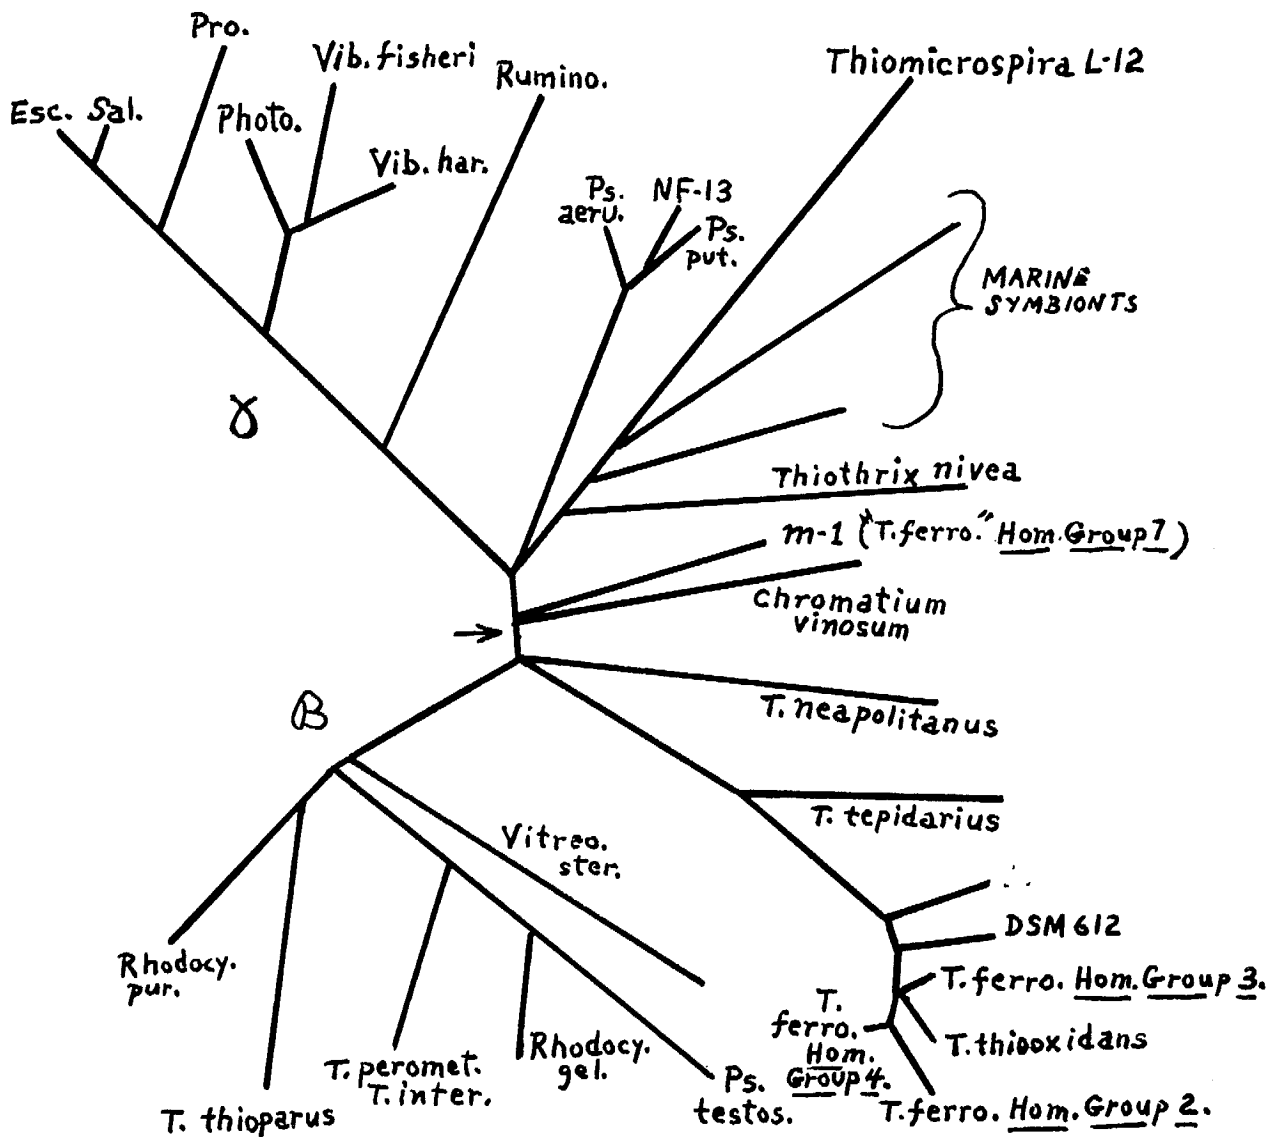 Pro.
Vib. fisheri
Rumino.
Thiomicrospira L-12
Esc. Sal.
Photo.
Vib. har.
Ps.
aeru.
NF-13
Ps.
put.
MARINE
SYMBIONTS
γ
Thiothrix nivea
m-1 ("T.ferro." Hom. Group 1)
Chromatium
vinosum
β
T. neapolitanus
T. tepidarius
Vitreo.
ster.
DSM 612
Rhodocy.
pur.
T. ferro. Hom. Group 3.
T.
ferro.
Hom.
Group 4.
T. thiooxidans
T. peromet.
T. inter.
Rhodocy.
gel.
Ps.
testos.
T. ferro. Hom. Group 2.
T. thioparus